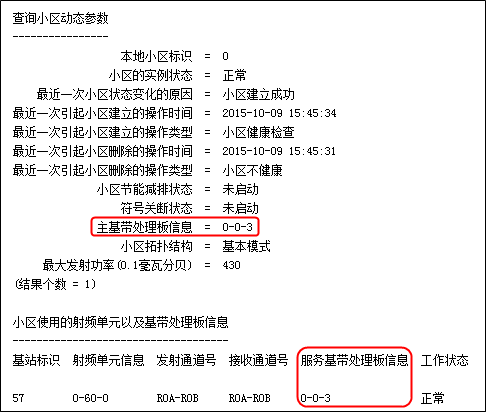 查询小区动态参数
----------------
本地小区标识 = 0
小区的实例状态 = 正常
最近一次小区状态变化的原因 = 小区建立成功
最近一次引起小区建立的操作时间 = 2015-10-09 15:45:34
最近一次引起小区建立的操作类型 = 小区健康检查
最近一次引起小区删除的操作时间 = 2015-10-09 15:45:31
最近一次引起小区删除的操作类型 = 小区不健康
小区节能减排状态 = 未启动
符号关断状态 = 未启动
主基带处理板信息 = 0-0-3
小区拓扑结构 = 基本模式
最大发射功率(0.1毫瓦分贝) = 430
(结果个数 = 1)
小区使用的射频单元以及基带处理板信息
------------------------------------
基站标识 射频单元信息 发射通道号 接收通道号 服务基带处理板信息 工作状态
57 0-60-0 R0A-R0B R0A-R0B 0-0-3 正常